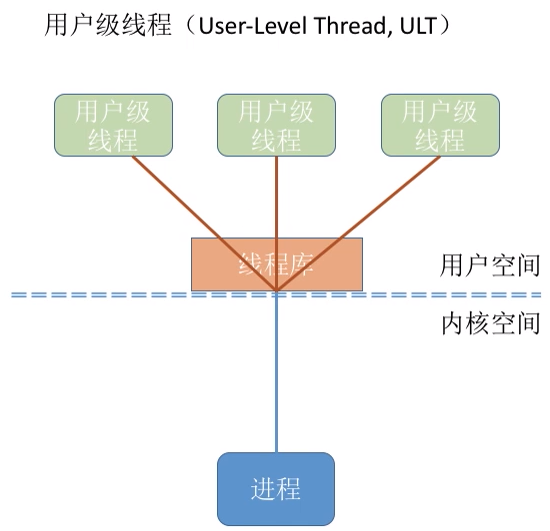 用户级线程（User-Level Thread, ULT）
用户级
线程
用户级
线程
用户级
线程
线程库
用户空间
内核空间
进程